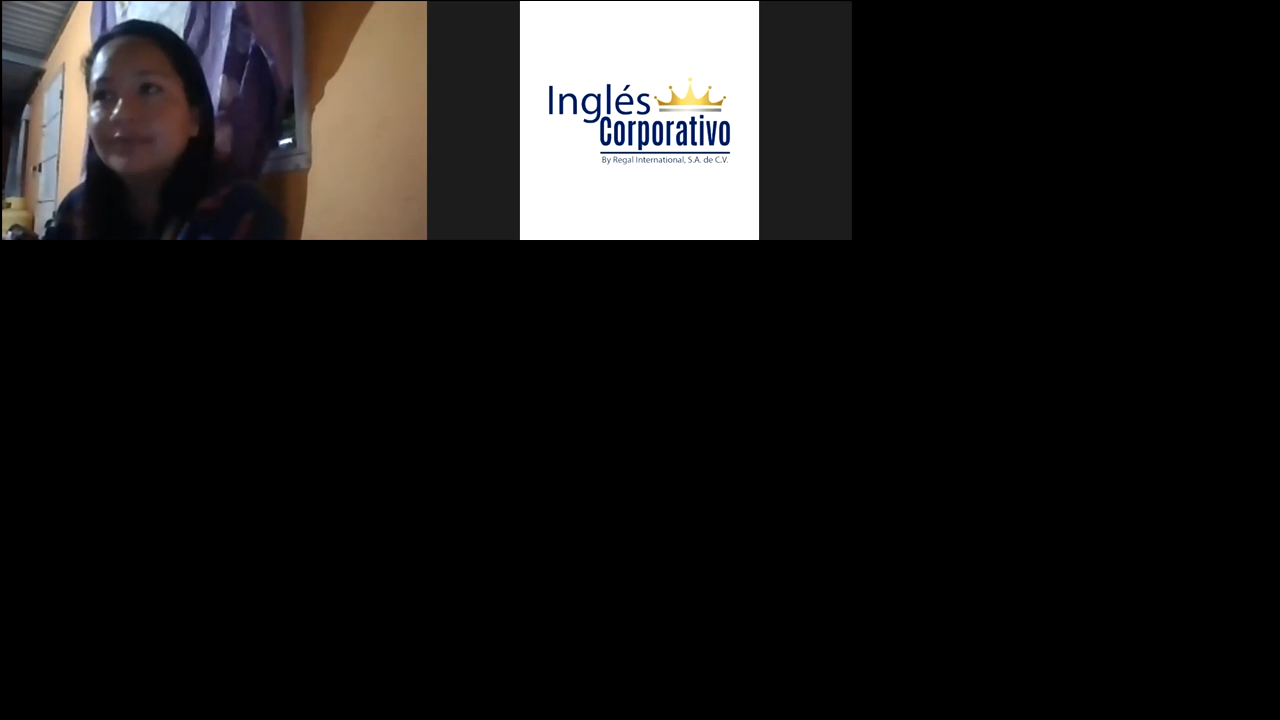 Inglés
Corporativo
By Regal International, S.A. de C.V.